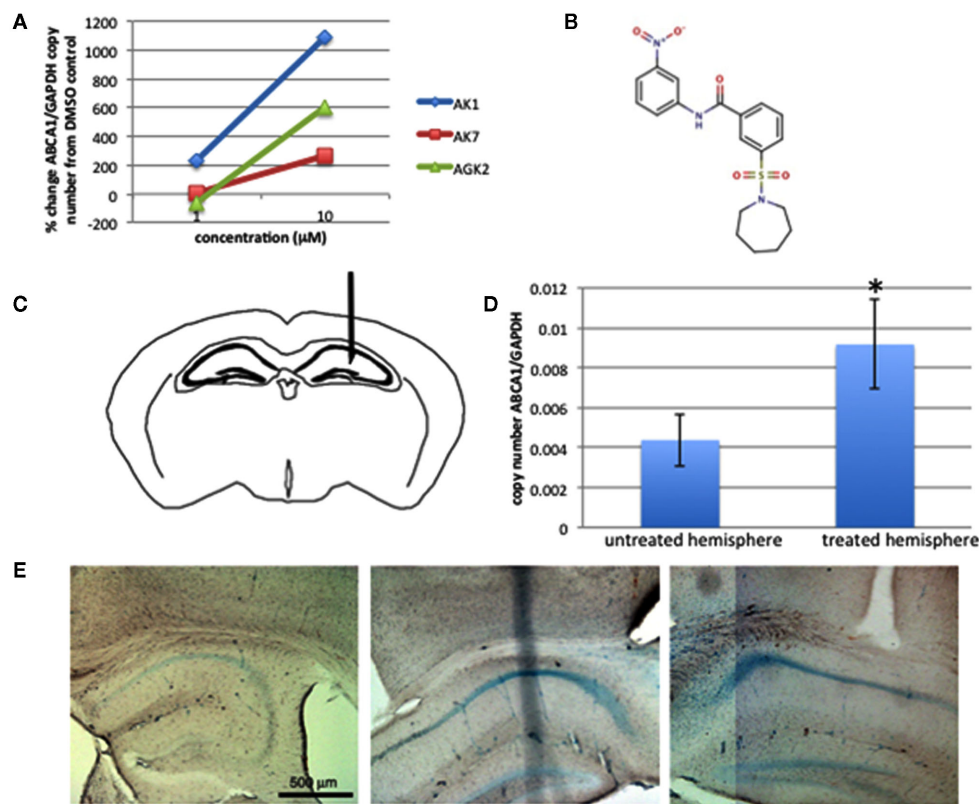 A
% change ABCA1/GAPDH copy
number from DMSO control
1200
1000
800
600
400
200
0
-200
1
10
concentration (µM)
AK1
AK7
AGK2
B
O
N+
O-
O
N
H
O
S
O
N
C
D
copy number ABCA1/GAPDH
0.012
0.01
0.008
0.006
0.004
0.002
0
*
untreated hemisphere
treated hemisphere
E
500 µm